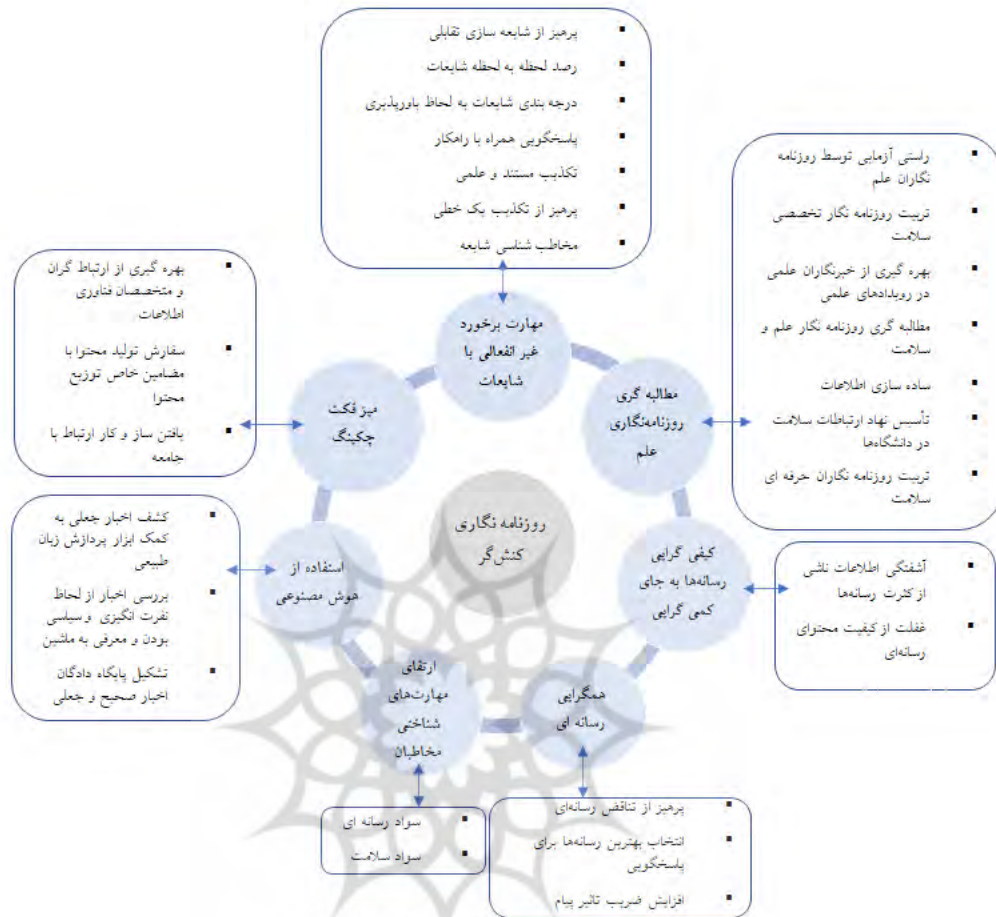 پرهیز از شایعه سازی تقابلی
رصد لحظه به لحظه شایعات
درجه بندی شایعات به لحاظ باورپذیری
پاسخگویی همراه با راهکار
تکذیب مستند و علمی
پرهیز از تکذیب یک خطی
مخاطب شناسی شایعه
مهارت برخورد
غیر انفعالی با
شایعات
راستی آزمایی توسط روزنامه
نگاران علم
تربیت روزنامه نگار تخصصی
سلامت
بهره گیری از خبرنگاران علمی
در رویدادهای علمی
مطالبه گری روزنامه نگار علم و
سلامت
ساده سازی اطلاعات
تأسیس نهاد ارتباطات سلامت
در دانشگاه‌ها
تربیت روزنامه نگاران حرفه ای
سلامت
مطالبه گری
روزنامه‌نگاری
علم
بهره گیری از ارتباط گران
و متخصصان فناوری
اطلاعات
سفارش تولید محتوا با
مضامین خاص توزیع
محتوا
یافتن ساز و کار ارتباط با
جامعه
میز فکت
چکینگ
روزنامه نگاری
کنش‌گر
کیفی گرایی
رسانه‌ها به جای
کمی گرایی
آشفتگی اطلاعات ناشی
از کثرت رسانه‌ها
غفلت از کیفیت محتوای
رسانه‌ای
استفاده از
هوش مصنوعی
کشف اخبار جعلی به
کمک ابزار پردازش زبان
طبیعی
بررسی اخبار از لحاظ
نفرت انگیزی و سیاسی
بودن و معرفی به ماشین
تشکیل پایگاه دادگان
اخبار صحیح و جعلی
همگرایی
رسانه ای
ارتقای
مهارت‌های
شناختی
مخاطبان
پرهیز از تناقض رسانه‌ای
انتخاب بهترین رسانه‌ها برای
پاسخگویی
افزایش ضریب تاثیر پیام
سواد رسانه ای
سواد سلامت